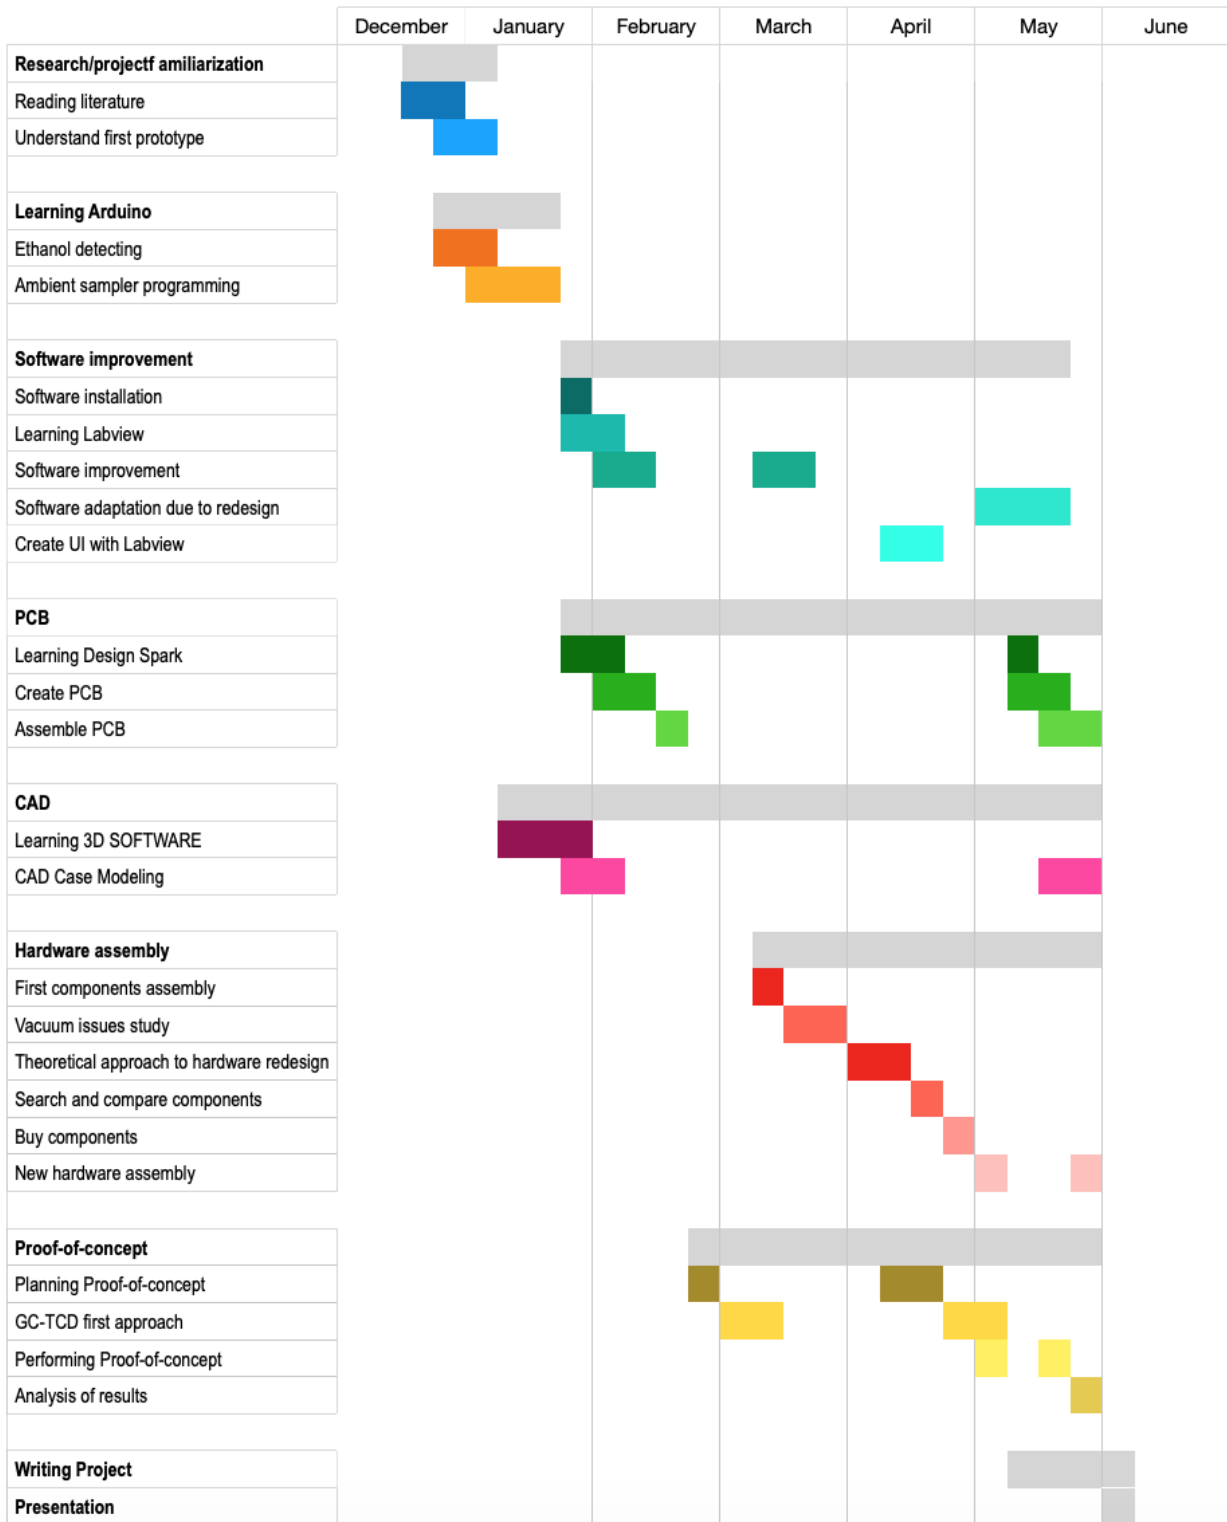 December January February March April May June
Research/projectf amiliarization
Reading literature
Understand first prototype
Learning Arduino
Ethanol detecting
Ambient sampler programming
Software improvement
Software installation
Learning Labview
Software improvement
Software adaptation due to redesign
Create UI with Labview
PCB
Learning Design Spark
Create PCB
Assemble PCB
CAD
Learning 3D SOFTWARE
CAD Case Modeling
Hardware assembly
First components assembly
Vacuum issues study
Theoretical approach to hardware redesign
Search and compare components
Buy components
New hardware assembly
Proof-of-concept
Planning Proof-of-concept
GC-TCD first approach
Performing Proof-of-concept
Analysis of results
Writing Project
Presentation